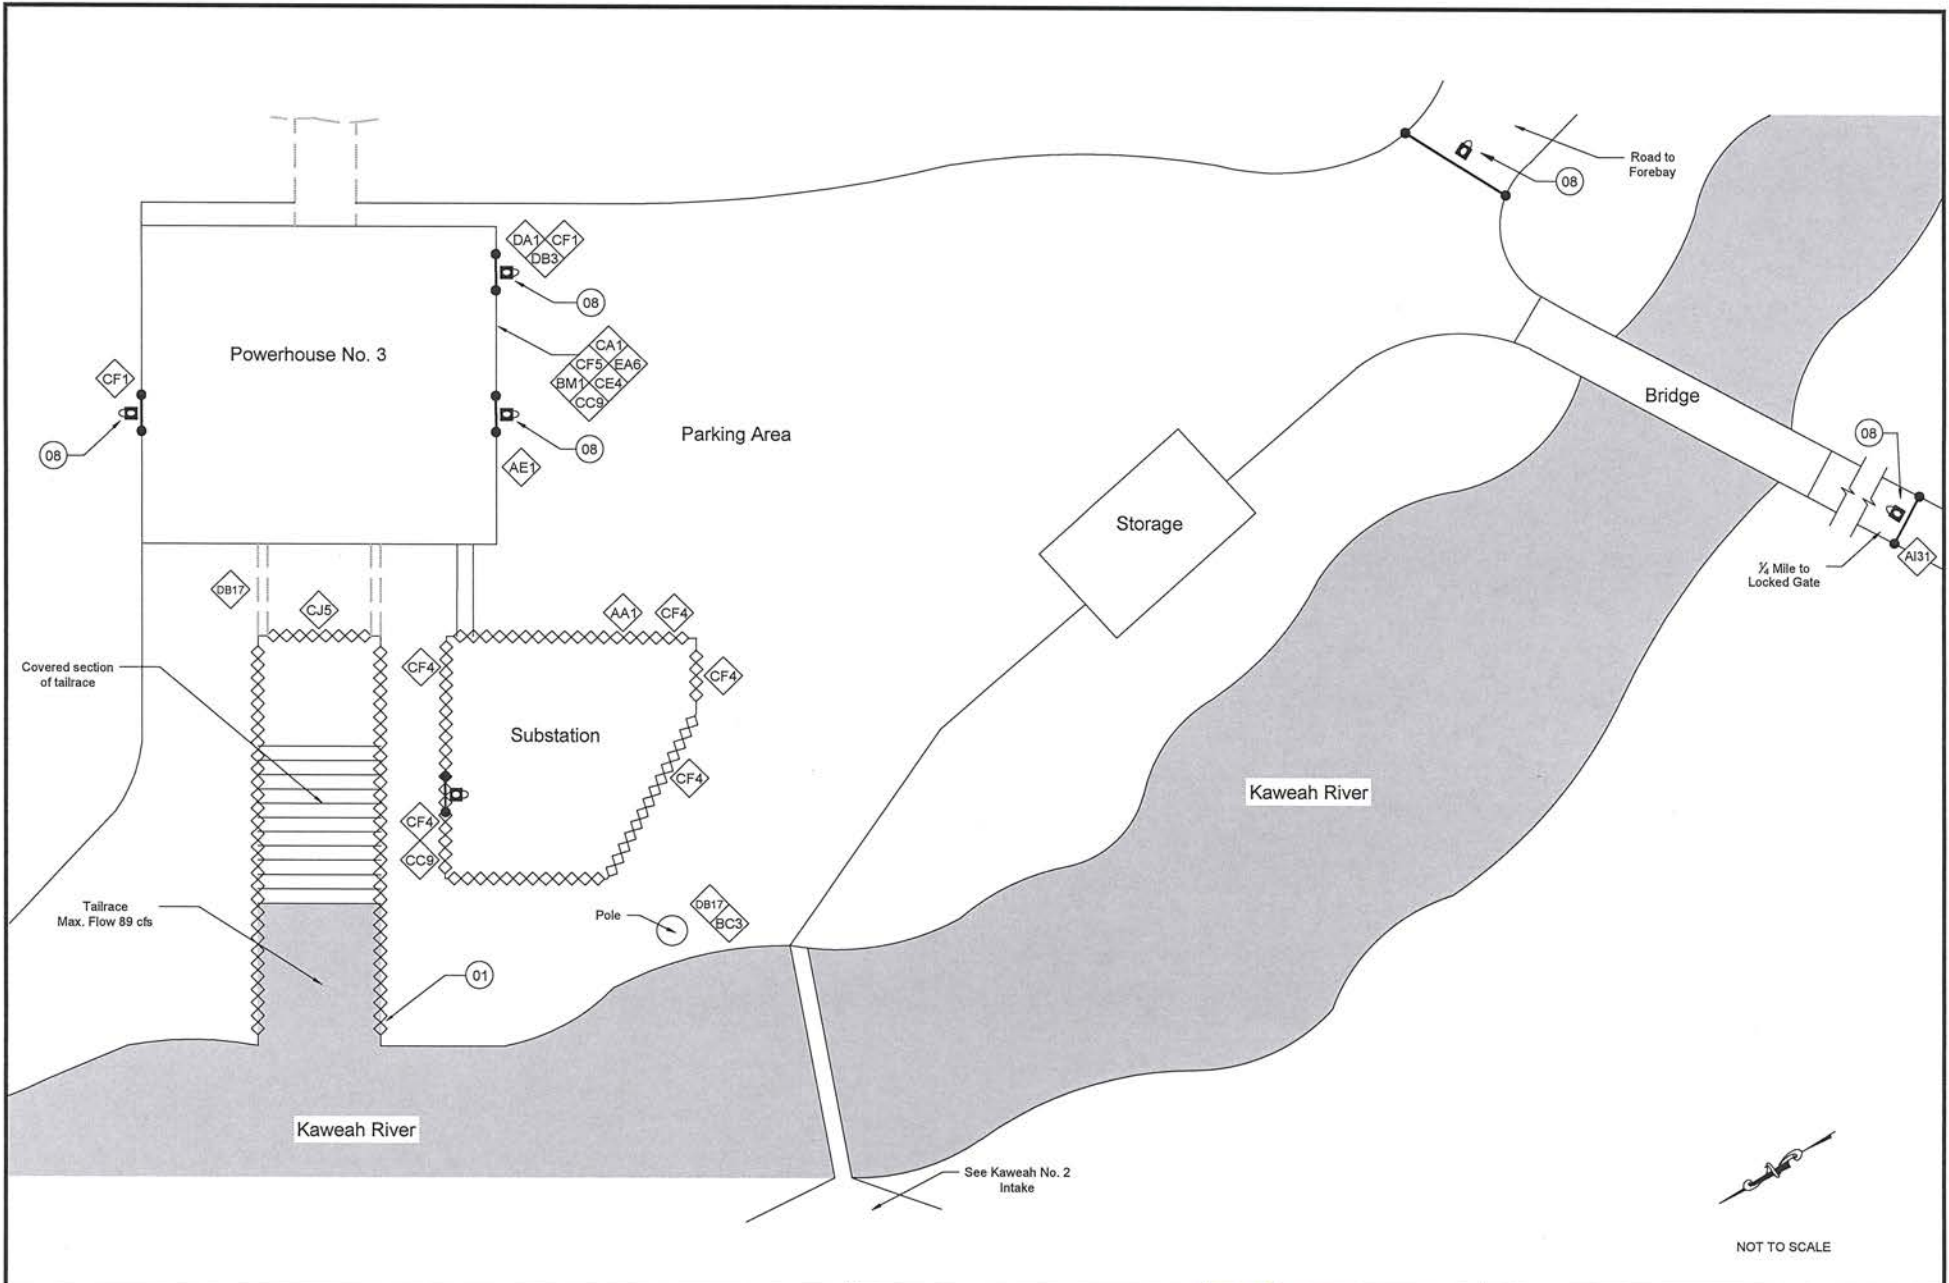 Road to
Forebay
08
DA1 CF1
DB3
08
Powerhouse No. 3
CA1
CF5 EA6
BM1 CE4
CC9
CF1
08
08
AE1
Parking Area
Bridge
08
AI31
¼ Mile to
Locked Gate
Storage
DB17
CJ5
AA1
CF4
Covered section
of tailrace
CF4
CF4
Substation
CF4
CF4
CC9
Kaweah River
Tailrace
Max. Flow 89 cfs
Pole
DB17
BC3
01
Kaweah River
See Kaweah No. 2
Intake
NOT TO SCALE